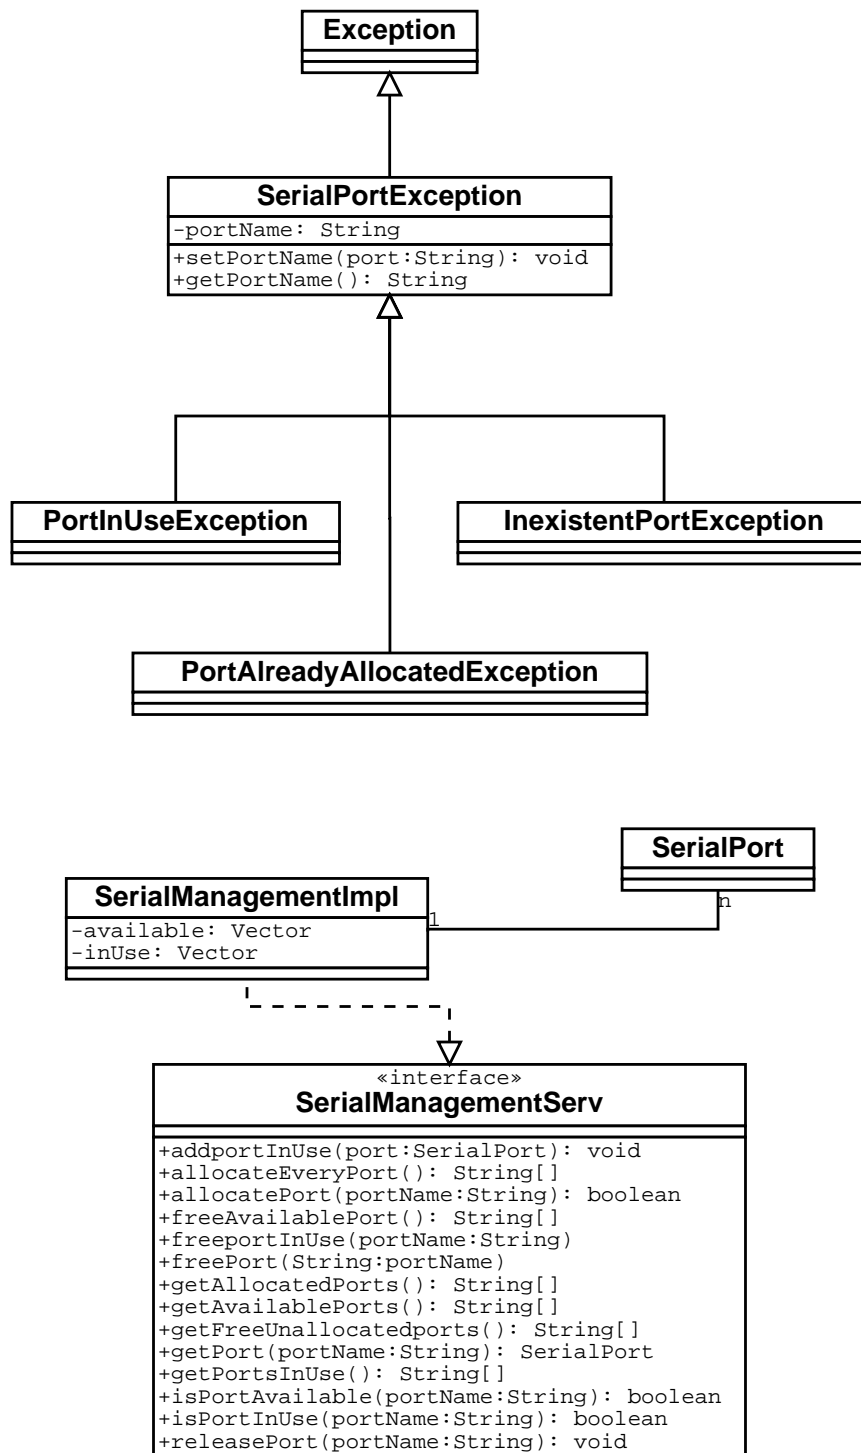 Exception
SerialPortException
-portName: String
+setPortName(port:String): void
+getPortName(): String
PortInUseException
InexistentPortException
PortAlreadyAllocatedException
SerialPort
n
SerialManagementImpl
1
-available: Vector
-inUse: Vector
«interface»
SerialManagementServ
+addportInUse(port:SerialPort): void
+allocateEveryPort(): String[]
+allocatePort(portName:String): boolean
+freeAvailablePort(): String[]
+freeportInUse(portName:String)
+freePort(String:portName)
+getAllocatedPorts(): String[]
+getAvailablePorts(): String[]
+getFreeUnallocatedports(): String[]
+getPort(portName:String): SerialPort
+getPortsInUse(): String[]
+isPortAvailable(portName:String): boolean
+isPortInUse(portName:String): boolean
+releasePort(portName:String): void